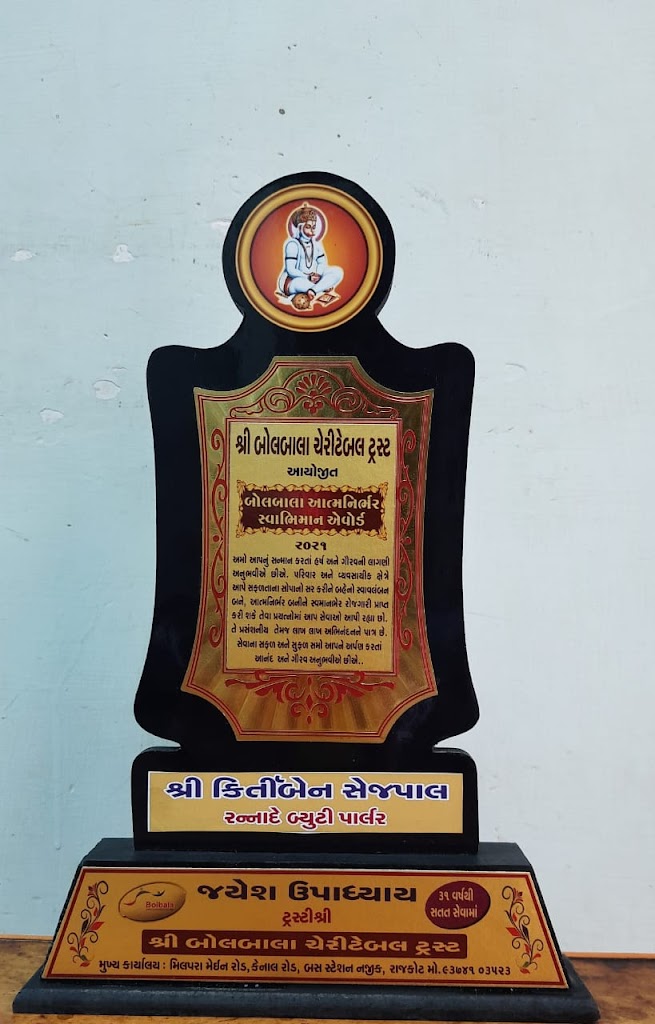 શ્રી બોલબાલા ચેરીટેબલ ટ્રસ્ટ
આયોજીત
બોલબાલા આત્મનિર્ભર
સ્વાભિમાન એવોર્ડ
૨૦૨૧
અમો આપનું સન્માન કરતાં હર્ષ અને ગૌરવની લાગણી
અનુભવીએ છીએ. પરિવાર અને વ્યવસાયીક ક્ષેત્રે
આપે સફળતાના સોપાનો સર કરીને બહેનો સ્વાવલંબન
બને, આત્મનિર્ભર બનીને સ્વમાનભેર રોજગારી પ્રાપ્ત
કરી શકે તેવા પ્રયત્નોમાં આપ સેવાઓ આપી રહ્યા છો.
તે પ્રસંશનીય તેમજ લાખ લાખ અભિનંદનને પાત્ર છે.
સેવાના સફળ અને સુફળ સમો આપને અર્પણ કરતાં
આનંદ અને ગૌરવ અનુભવીએ છીએ..
શ્રી કિર્તીબેન સેજપાલ
રન્નાદે બ્યુટી પાર્લર
Bolbala
જયેશ ઉપાધ્યાય
ટ્રસ્ટીશ્રી
૩૧ વર્ષથી
સતત સેવામાં
શ્રી બોલબાલા ચેરીટેબલ ટ્રસ્ટ
મુખ્ય કાર્યાલય : મિલપરા મેઈન રોડ, કેનાલ રોડ, બસ સ્ટેશન નજીક, રાજકોટ મો. ૯૩૭૪૧ ૦૩૫૨૩